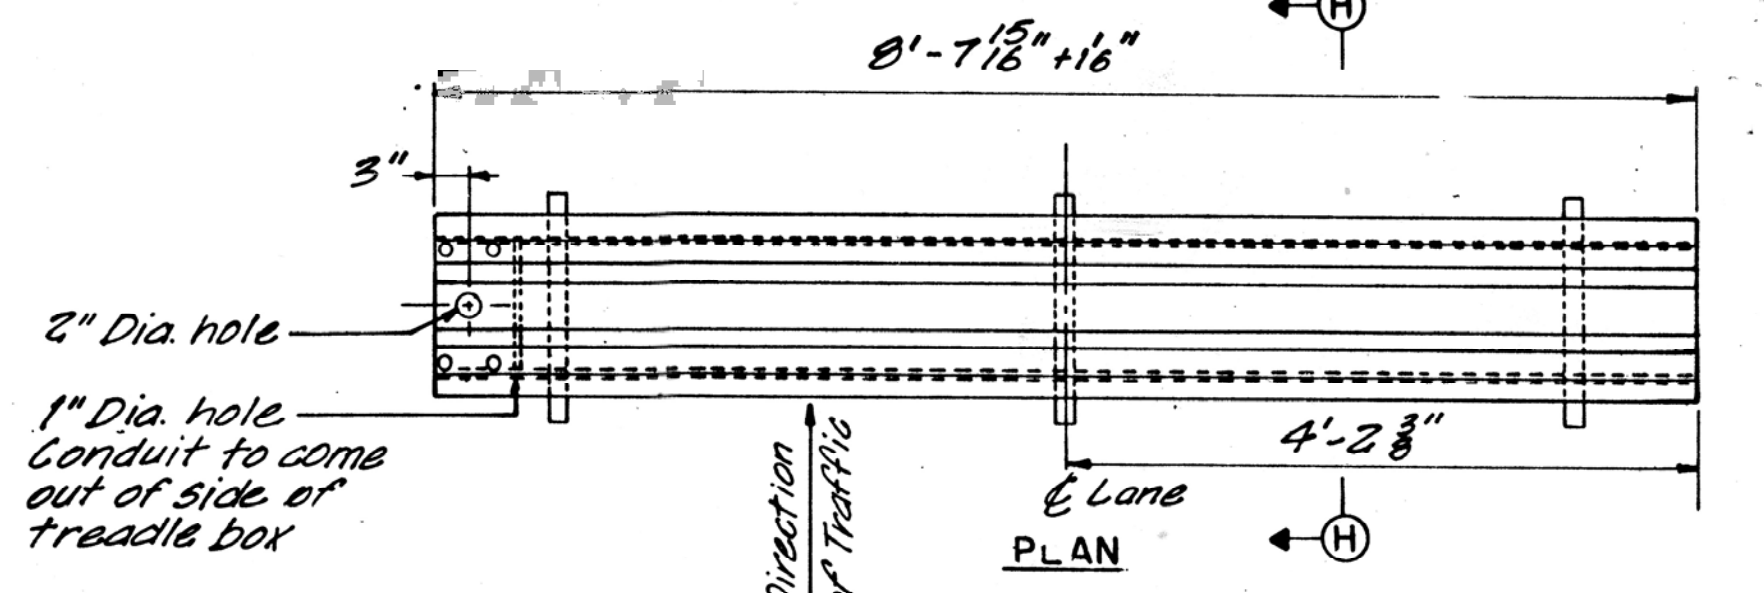 H
8'-7 15/16" +1/16"
3"
2" Dia. hole
1" Dia. hole
Conduit to come
out of side of
treadle box
Direction
of Traffic
4'-2 3/8"
℄ Lane
PLAN
H